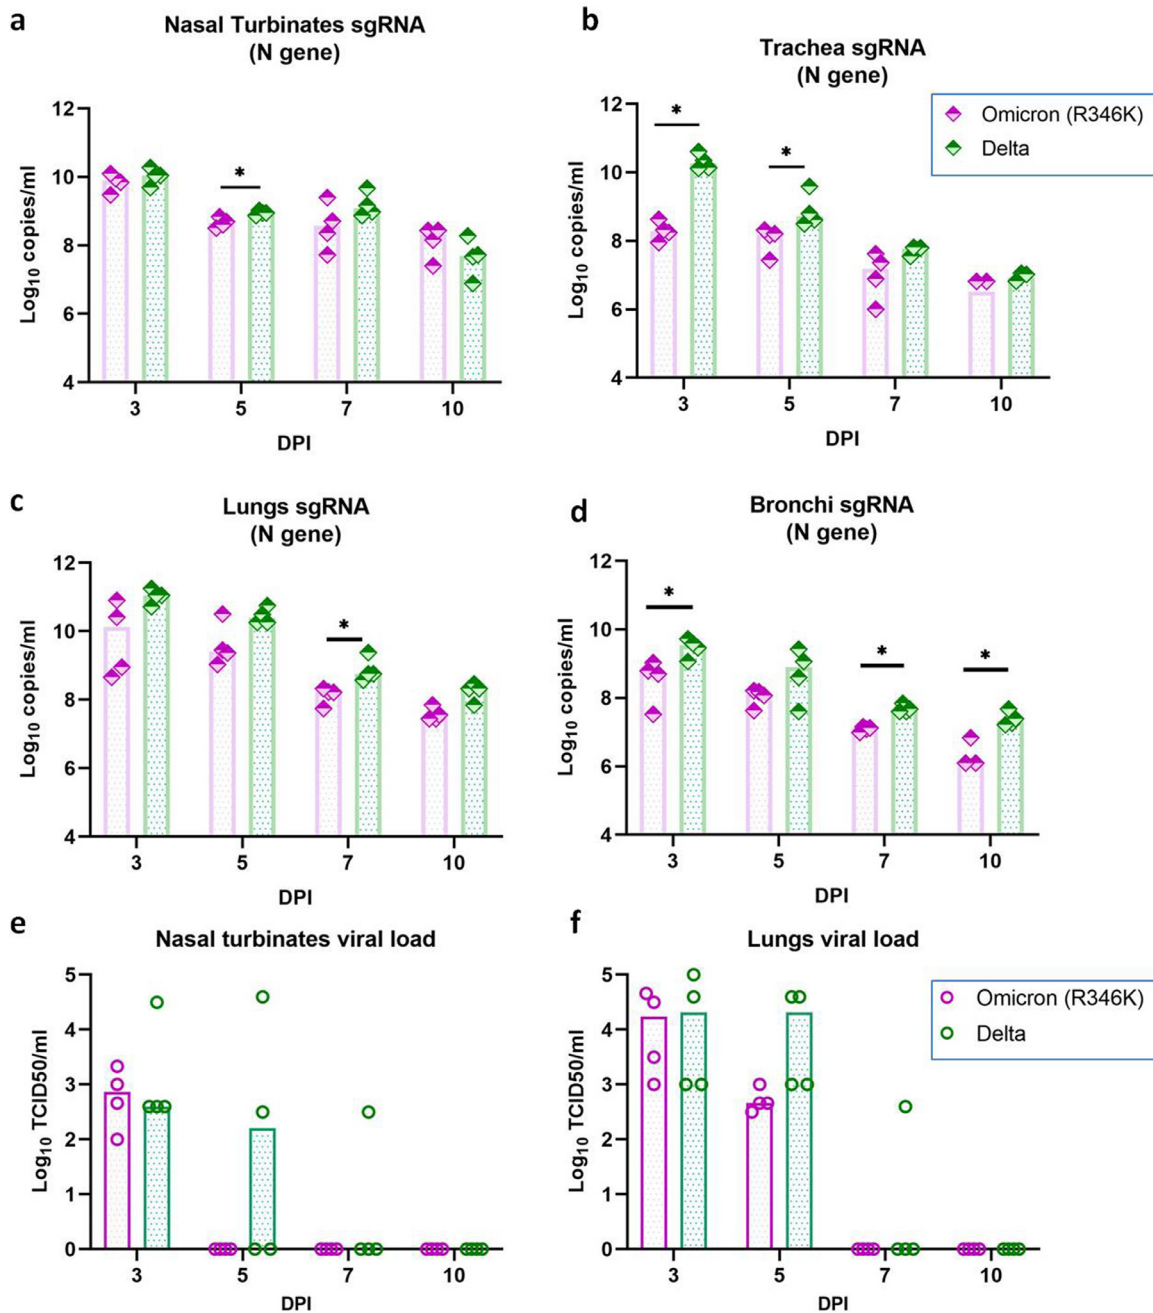 a
Nasal Turbinates sgRNA
(N gene)
Log10 copies/ml
12
10
8
6
4
*
3 5 7 10
DPI
b
Trachea sgRNA
(N gene)
Log10 copies/ml
12
10
8
6
4
*
*
3 5 7 10
DPI
Omicron (R346K)
Delta
c
Lungs sgRNA
(N gene)
Log10 copies/ml
12
10
8
6
4
*
3 5 7 10
DPI
d
Bronchi sgRNA
(N gene)
Log10 copies/ml
12
10
8
6
4
*
*
*
3 5 7 10
DPI
e
Nasal turbinates viral load
Log10 TCID50/ml
5
4
3
2
1
0
3 5 7 10
DPI
f
Lungs viral load
Log10 TCID50/ml
5
4
3
2
1
0
3 5 7 10
DPI
Omicron (R346K)
Delta